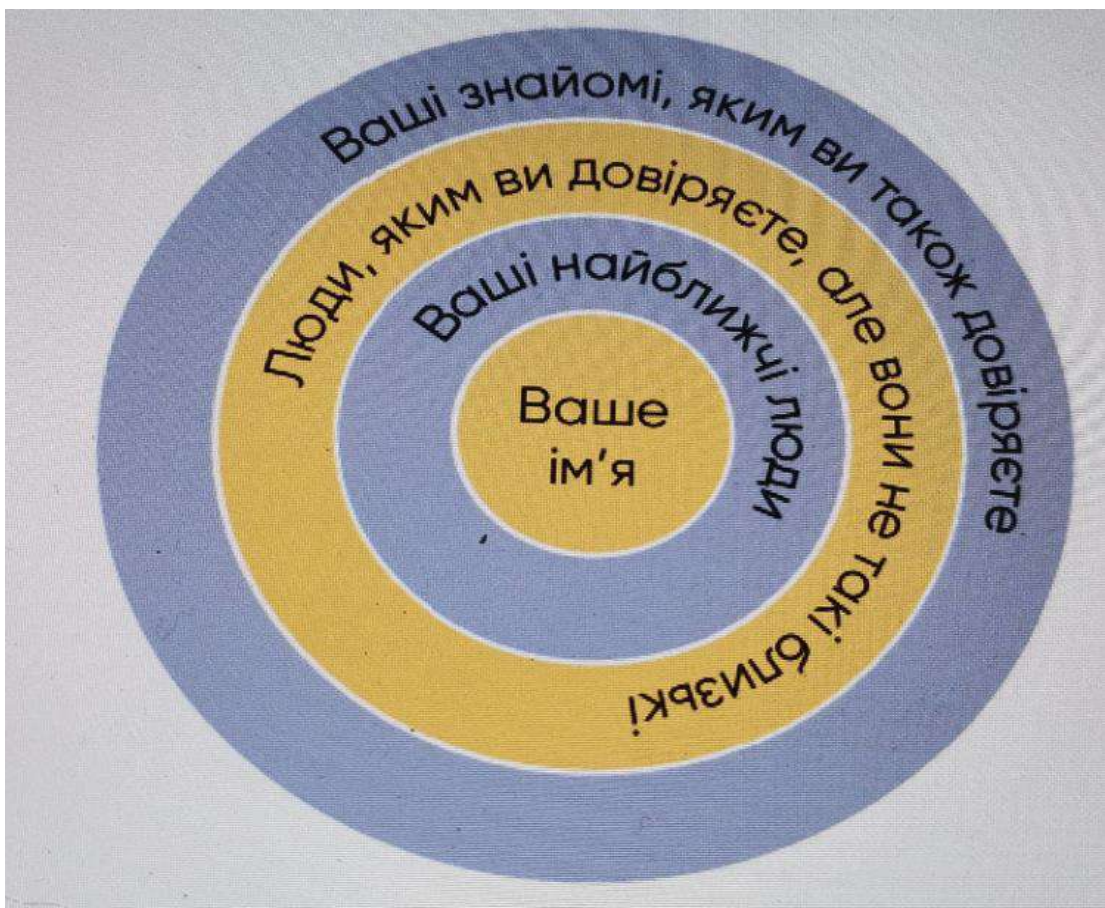 Ваші знайомі, яким ви також довіряєте
Люди, яким ви довіряєте, але вони не такі близькі
Ваші найближчі люди
Ваше
ім'я